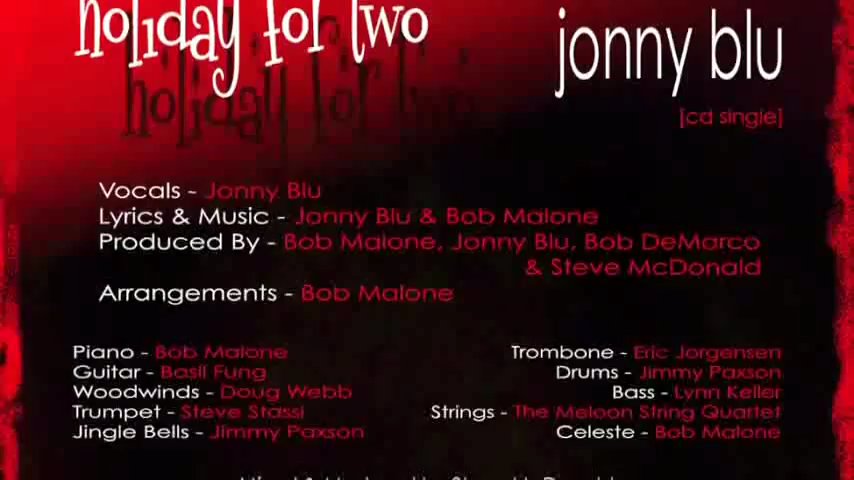 holiday for two
jonny blu
[cd single]
Vocals - Jonny Blu
Lyrics & Music - Jonny Blu & Bob Malone
Produced By - Bob Malone, Jonny Blu, Bob DeMarco
& Steve McDonald
Arrangements - Bob Malone
Piano - Bob Malone
Guitar - Basil Fung
Woodwinds - Doug Webb
Trumpet - Steve Stassi
Jingle Bells - Jimmy Paxson
Trombone - Eric Jorgensen
Drums - Jimmy Paxson
Bass - Lynn Keller
Strings - The Meloon String Quartet
Celeste - Bob Malone